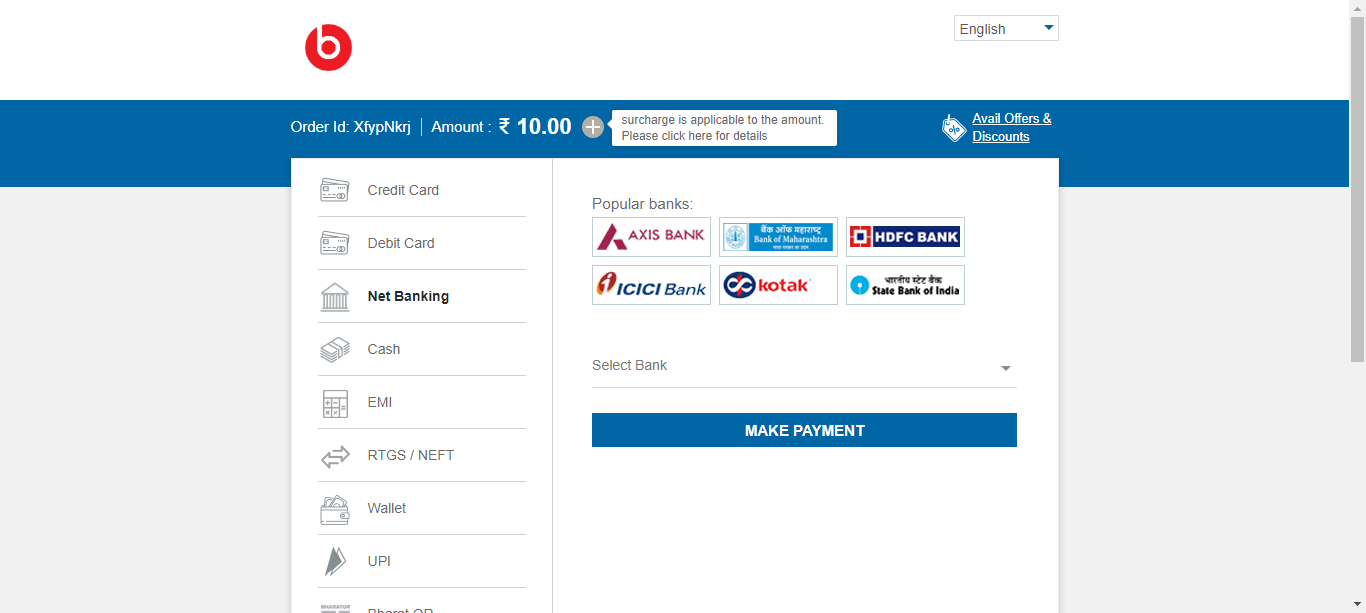 b
English
Order Id: XfypNkrj
Amount : ₹ 10.00
surcharge is applicable to the amount.
Please click here for details
Avail Offers &
Discounts
Credit Card
Debit Card
Net Banking
Cash
EMI
RTGS / NEFT
Wallet
UPI
Bharat QR
Popular banks:
AXIS BANK
बैंक ऑफ महाराष्ट्र
Bank of Maharashtra
HDFC BANK
ICICI Bank
kotak
भारतीय स्टेट बैंक
State Bank of India
Select Bank
MAKE PAYMENT